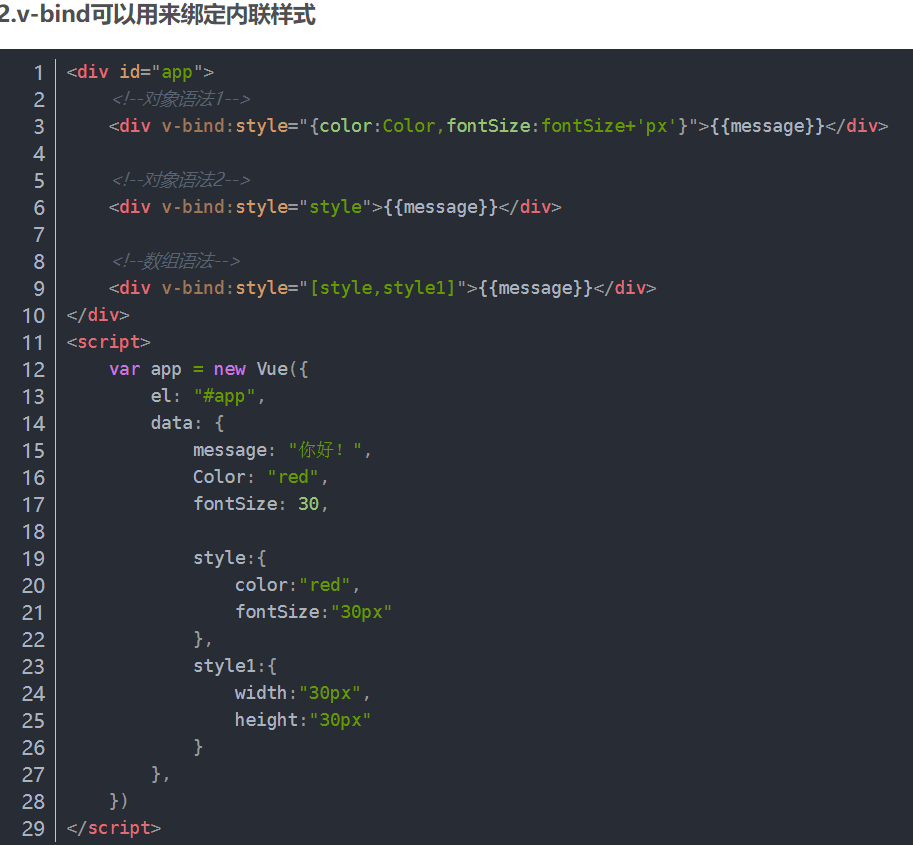 2.v-bind可以用来绑定内联样式
1 <div id="app">
2     <!--对象语法1-->
3     <div v-bind:style="{color:Color,fontSize:fontSize+'px'}">{{message}}</div>
4
5     <!--对象语法2-->
6     <div v-bind:style="style">{{message}}</div>
7
8     <!--数组语法-->
9     <div v-bind:style="[style,style1]">{{message}}</div>
10 </div>
11 <script>
12     var app = new Vue({
13         el: "#app",
14         data: {
15             message: "你好！",
16             Color: "red",
17             fontSize: 30,
18
19             style:{
20                 color:"red",
21                 fontSize:"30px"
22             },
23             style1:{
24                 width:"30px",
25                 height:"30px"
26             }
27         },
28     })
29 </script>